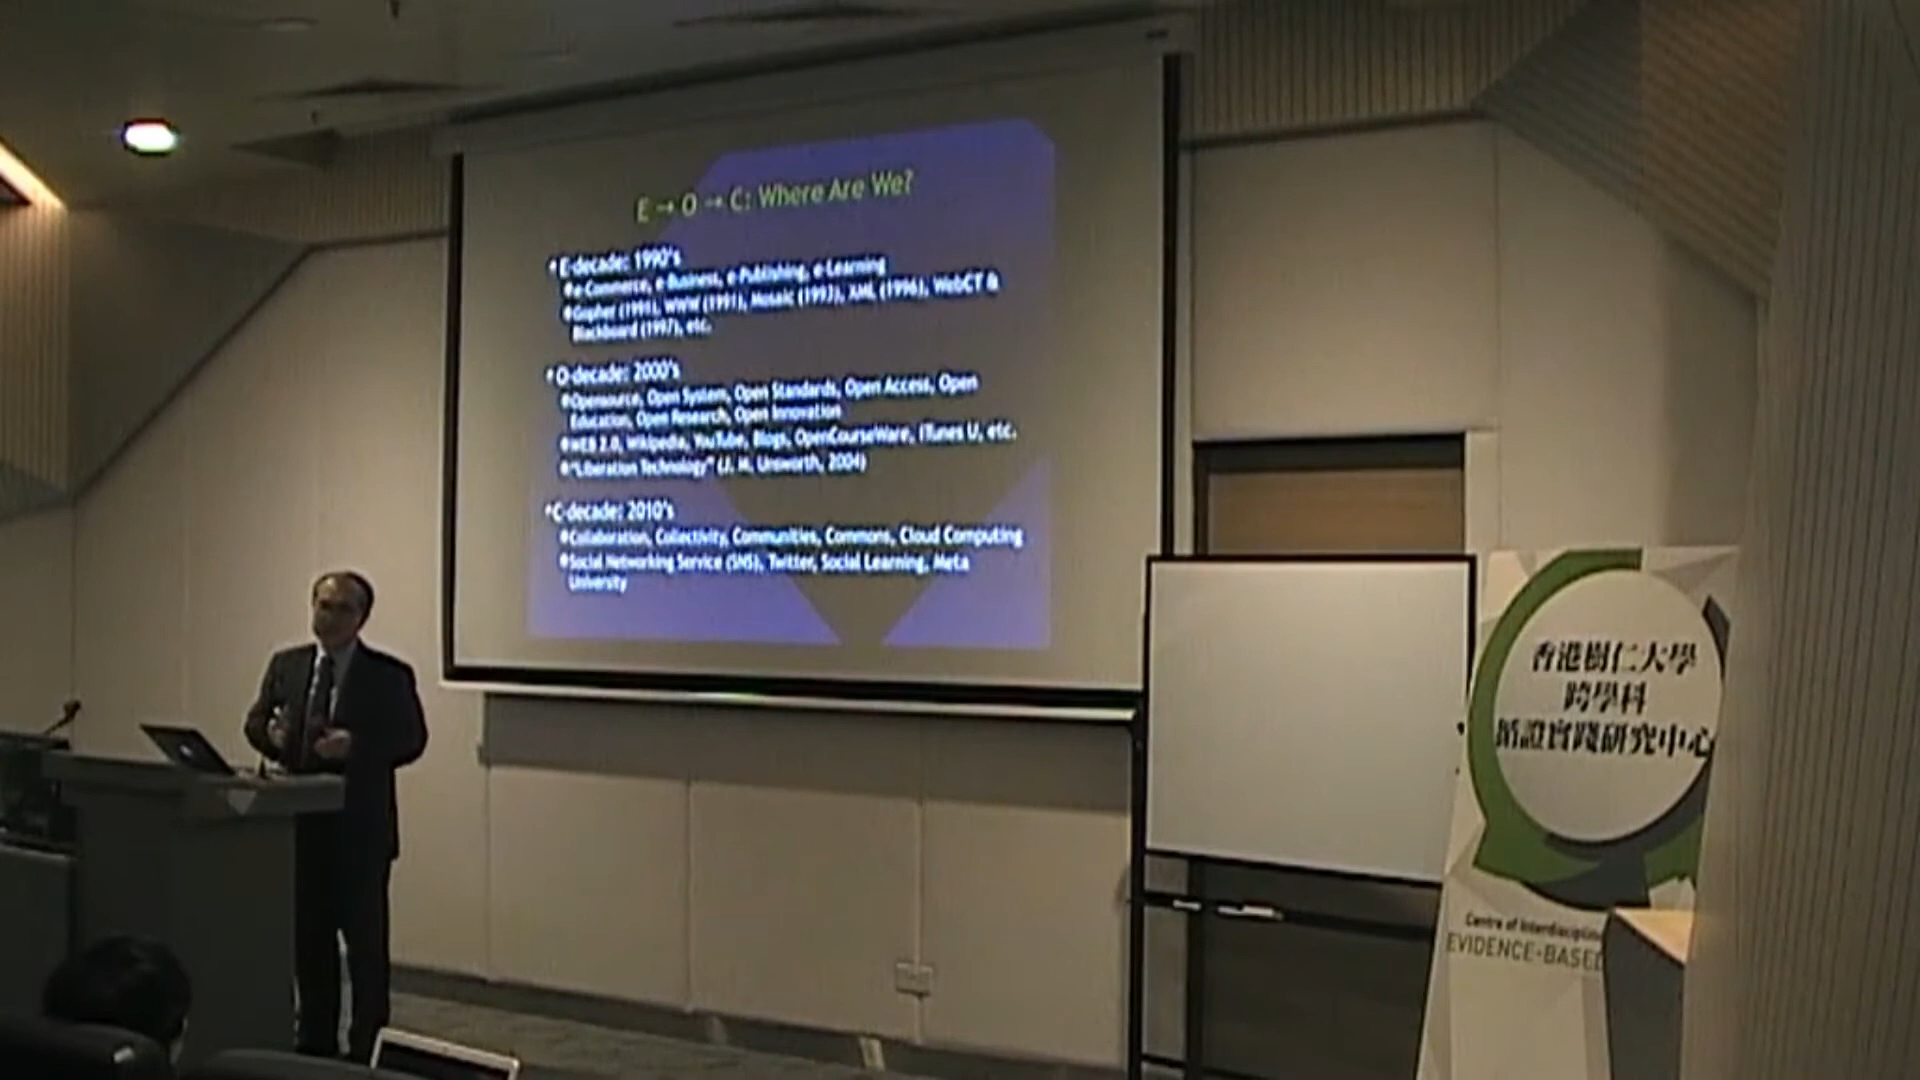 E → O → C: Where Are We?
• E-decade: 1990's
e-Commerce, e-Business, e-Publishing, e-Learning
Gopher (1991), WWW (1991), Mosaic (1993), XML (1996), WebCT &
Blackboard (1997), etc.
• O-decade: 2000's
Opensource, Open System, Open Standards, Open Access, Open
Education, Open Research, Open Innovation
WEB 2.0, Wikipedia, YouTube, Blogs, OpenCourseWare, iTunes U, etc.
"Liberation Technology" (J. M. Unsworth, 2004)
• C-decade: 2010's
Collaboration, Collectivity, Communities, Commons, Cloud Computing
Social Networking Service (SNS), Twitter, Social Learning, Meta
University
香港樹仁大學
跨學科
循證實踐研究中心
Centre of Interdisciplin
EVIDENCE-BASED